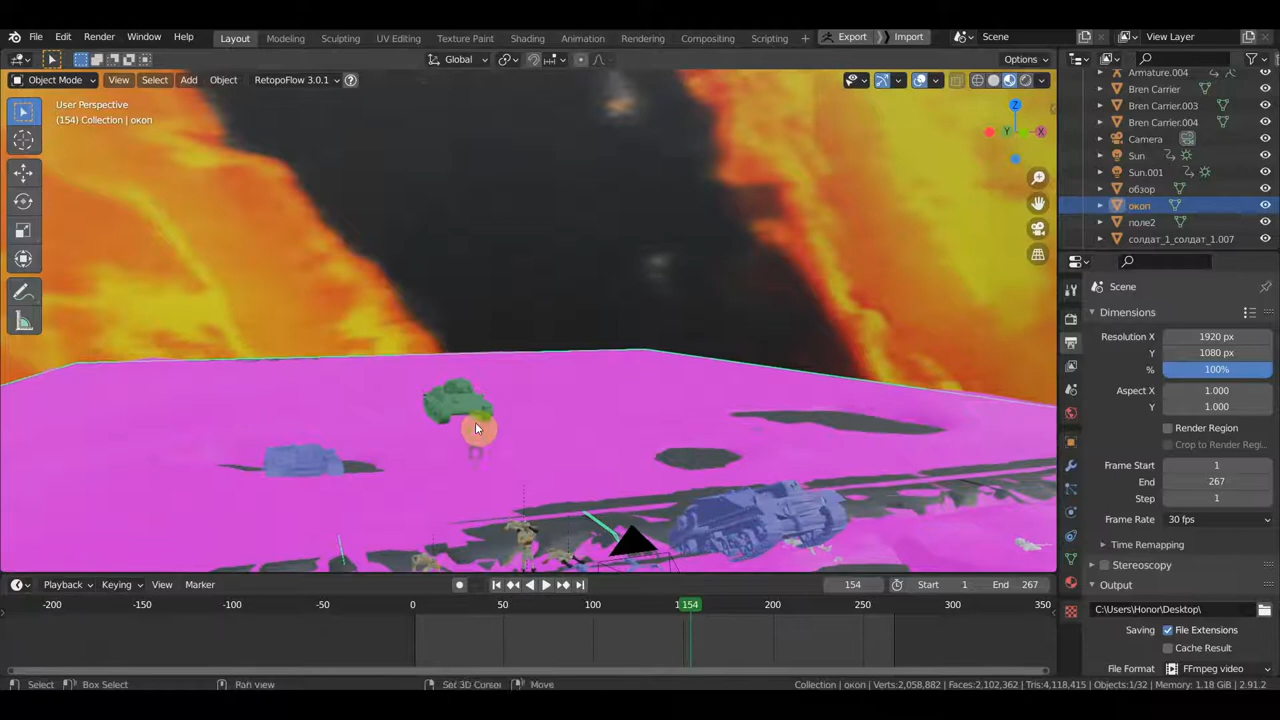 File Edit Render Window Help Layout Modeling Sculpting UV Editing Texture Paint Shading Animation Rendering Compositing Scripting + Export Import Scene View Layer
Global Options
Object Mode View Select Add Object RetopoFlow 3.0.1
User Perspective
(154) Collection | окоп
Z
Y
X
Armature.004
Bren Carrier
Bren Carrier.003
Bren Carrier.004
Camera
Sun
Sun.001
обзор
окоп
поле2
солдат_1_солдат_1.007
Scene
Dimensions
Resolution X 1920 px
Y 1080 px
% 100%
Aspect X 1.000
Y 1.000
Render Region
Crop to Render Regi...
Frame Start 1
End 267
Step 1
Frame Rate 30 fps
Time Remapping
Stereoscopy
Output
C:\Users\Honor\Desktop\
Saving File Extensions
Cache Result
File Format FFmpeg video
Playback Keying View Marker 154 Start 1 End 267
-200 -150 -100 -50 0 50 100 154 200 250 300 350
Select Box Select Pan View Set 3D Cursor Move Collection | окоп | Verts:2,058,882 | Faces:2,102,362 | Tris:4,118,415 | Objects:1/32 | Memory: 1.18 GiB | 2.91.2